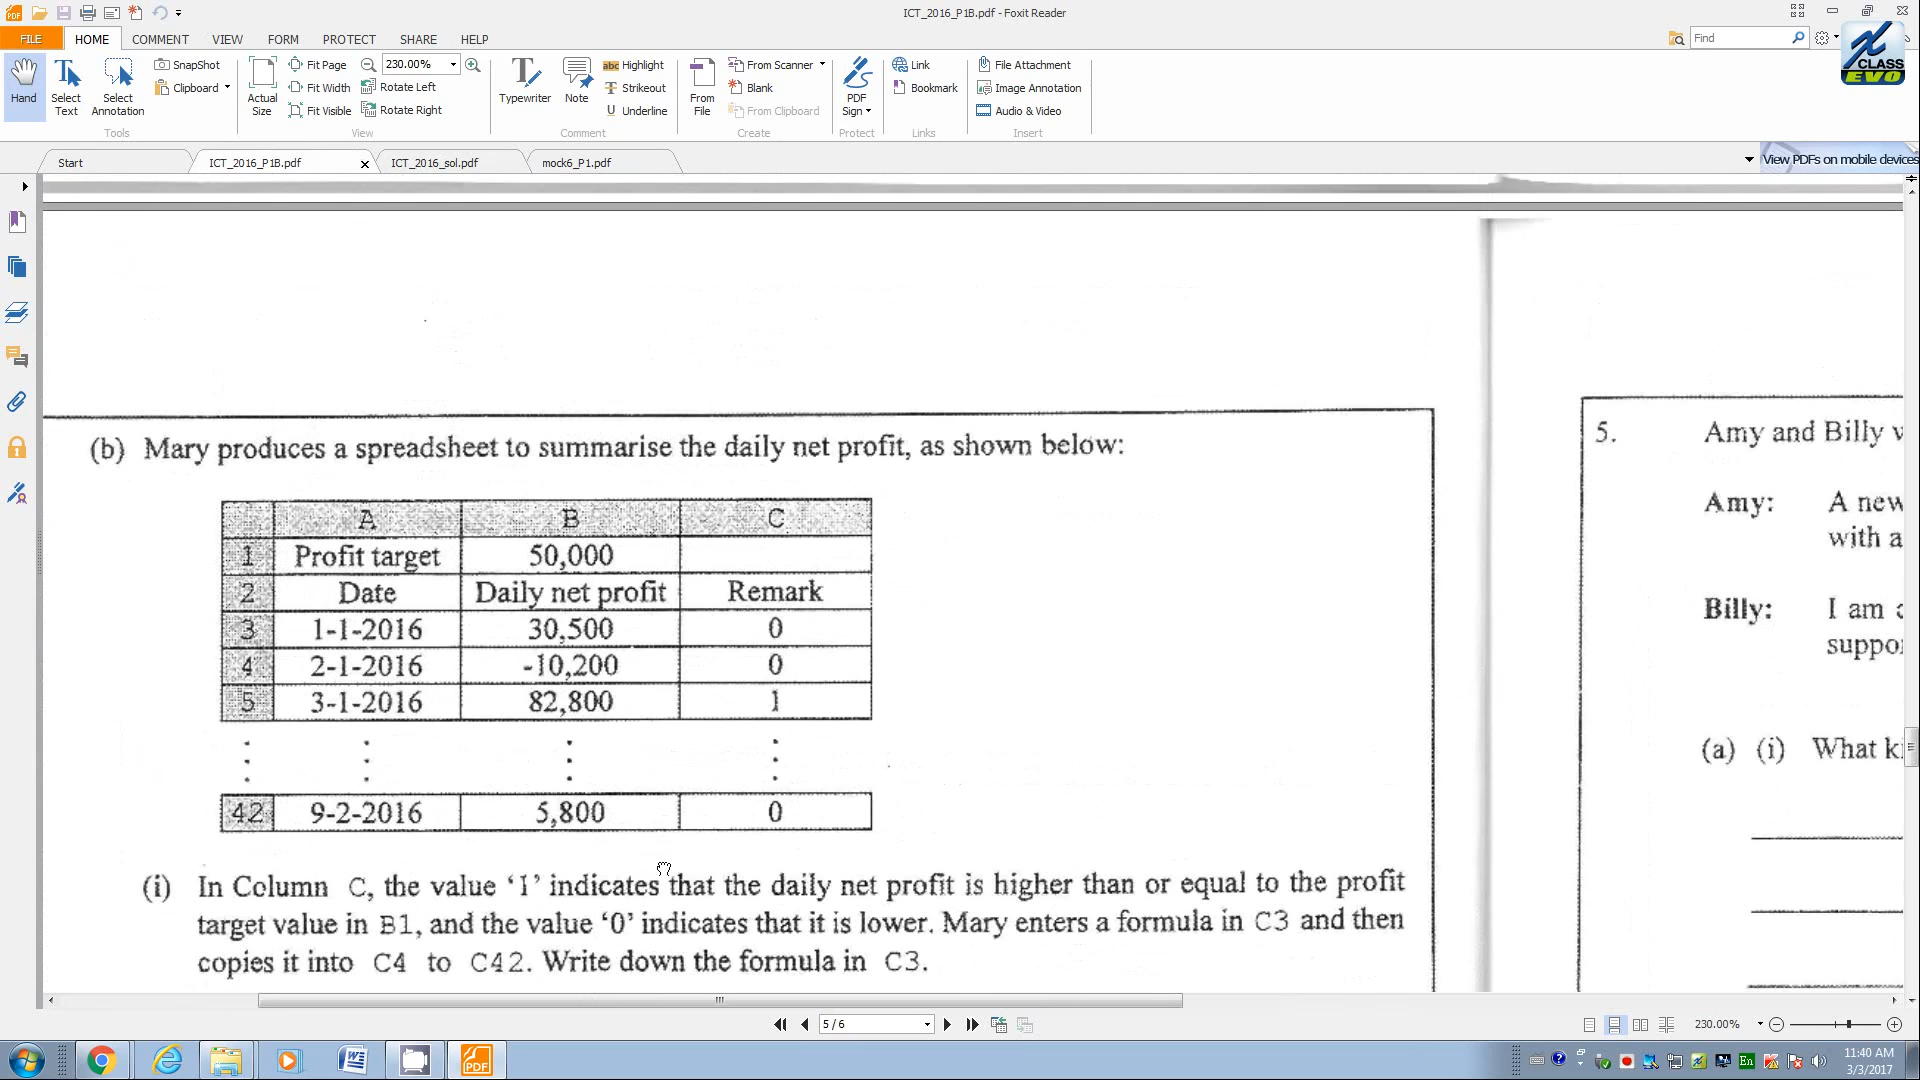 ICT_2016_P1B.pdf - Foxit Reader
FILE HOME COMMENT VIEW FORM PROTECT SHARE HELP
Find
CLASS
EVO
Hand
Select Text
Select Annotation
SnapShot
Clipboard
Tools
Actual Size
Fit Page
Fit Width
Fit Visible
230.00%
Rotate Left
Rotate Right
View
Typewriter
Note
Highlight
Strikeout
Underline
Comment
From File
From Scanner
Blank
From Clipboard
Create
PDF Sign
Protect
Link
Bookmark
Links
File Attachment
Image Annotation
Audio & Video
Insert
Start ICT_2016_P1B.pdf ICT_2016_sol.pdf mock6_P1.pdf
View PDFs on mobile devices
(b) Mary produces a spreadsheet to summarise the daily net profit, as shown below:
A B C
1 Profit target 50,000
2 Date Daily net profit Remark
3 1-1-2016 30,500 0
4 2-1-2016 -10,200 0
5 3-1-2016 82,800 1
42 9-2-2016 5,800 0
(i) In Column C, the value ‘1’ indicates that the daily net profit is higher than or equal to the profit
target value in B1, and the value ‘0’ indicates that it is lower. Mary enters a formula in C3 and then
copies it into C4 to C42. Write down the formula in C3.
5. Amy and Billy
Amy: A new
with a
Billy: I am
(a) (i) What
5 / 6
230.00%
PDF
En
11:40 AM
3/3/2017